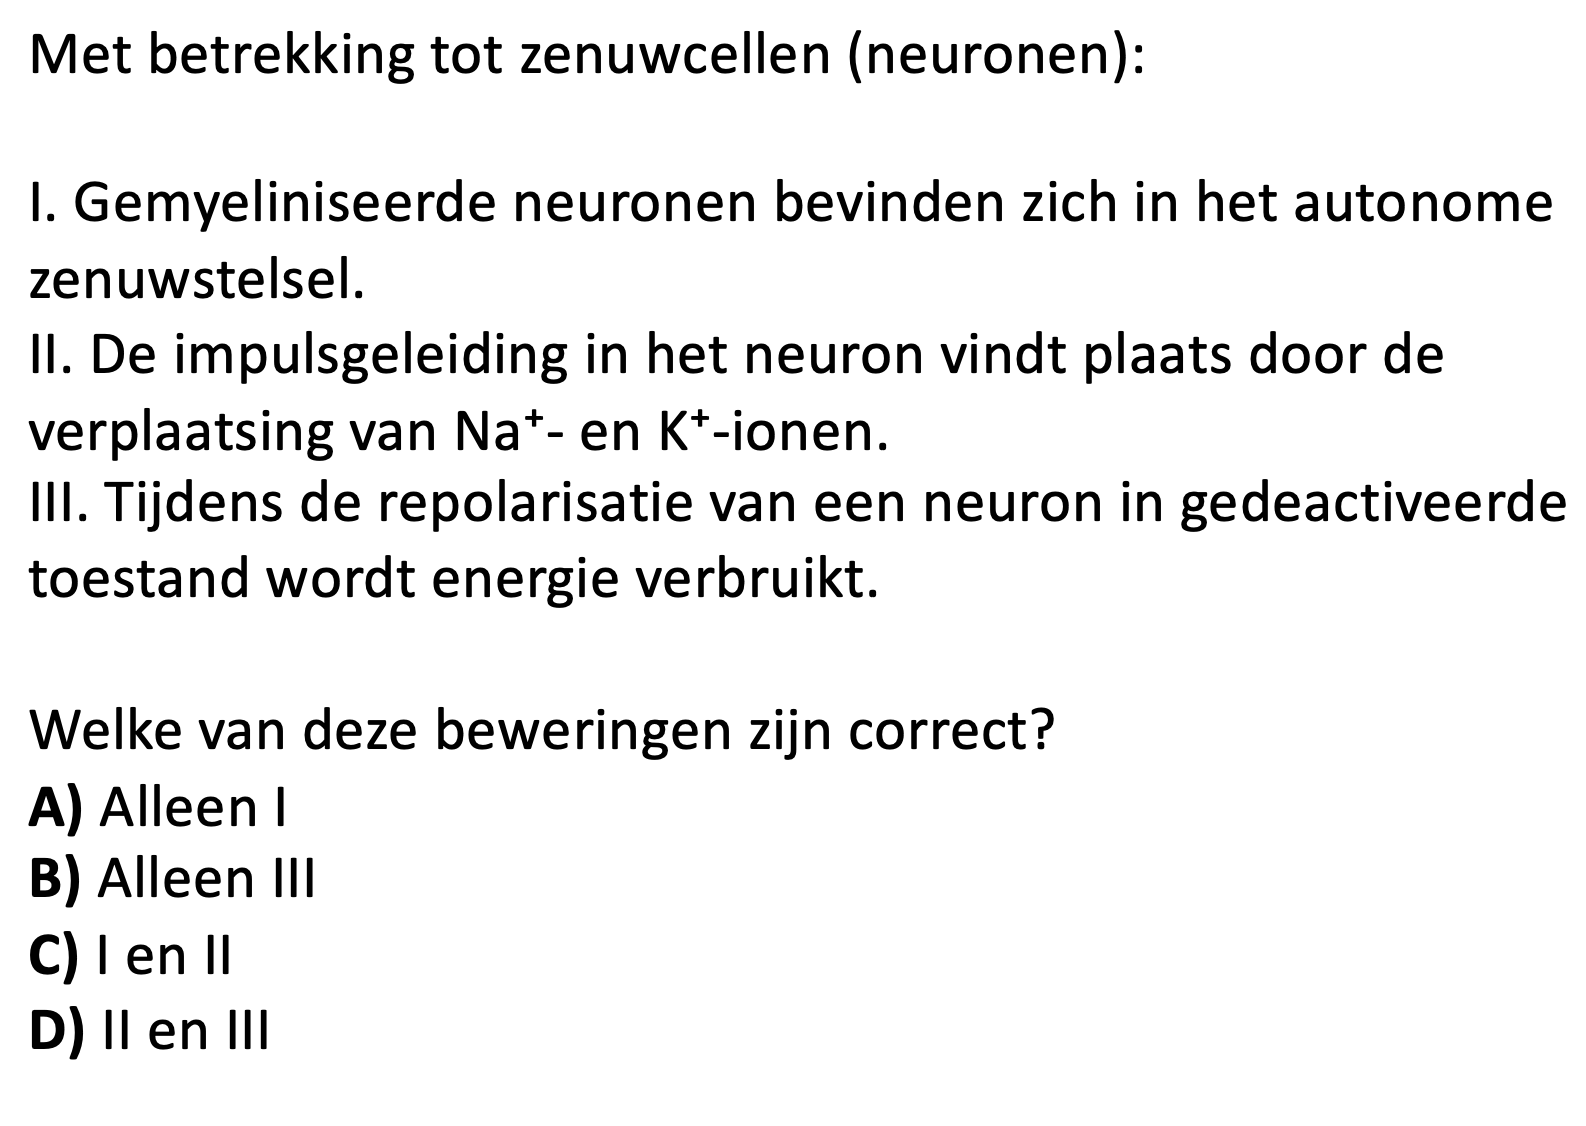 Met betrekking tot zenuwcellen (neuronen):
I. Gemyeliniseerde neuronen bevinden zich in het autonome
zenuwstelsel.
II. De impulsgeleiding in het neuron vindt plaats door de
verplaatsing van Na⁺- en K⁺-ionen.
III. Tijdens de repolarisatie van een neuron in gedeactiveerde
toestand wordt energie verbruikt.
Welke van deze beweringen zijn correct?
A) Alleen I
B) Alleen III
C) I en II
D) II en III